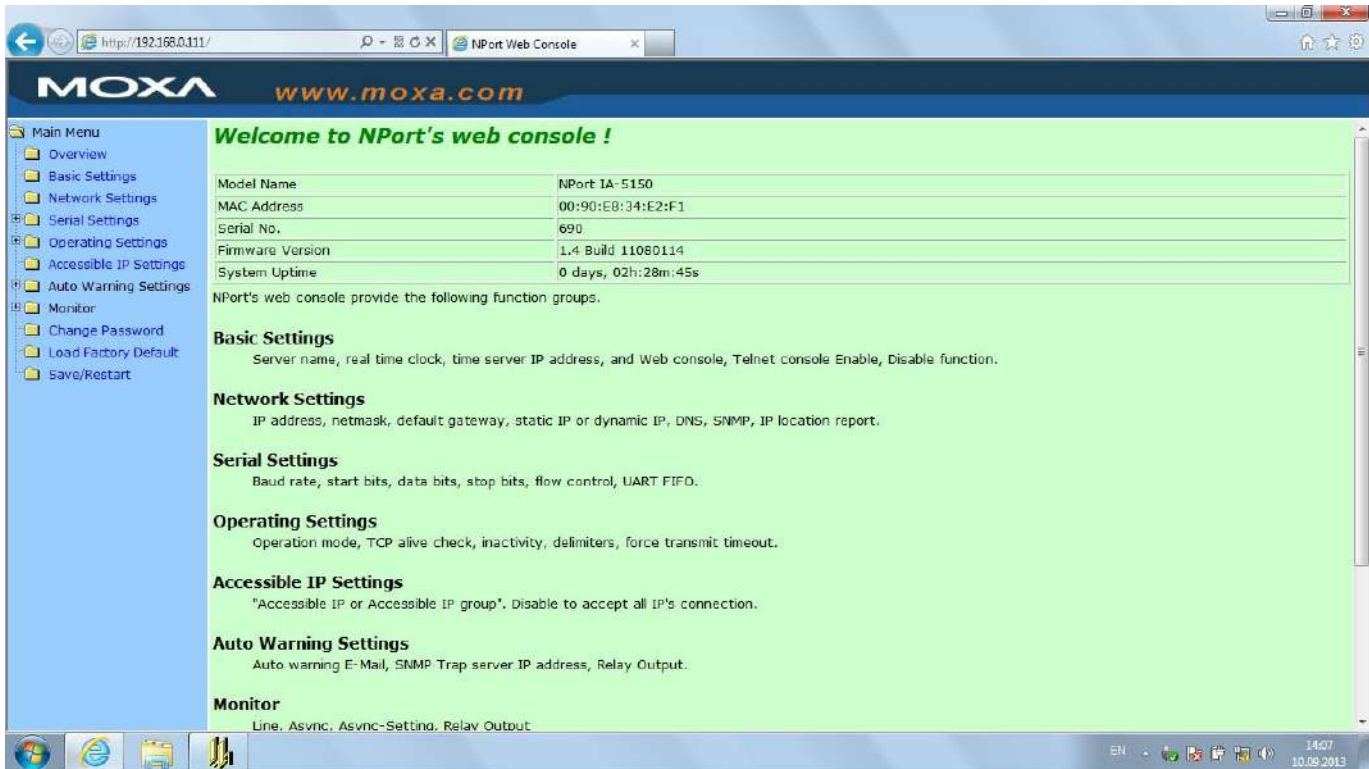 http://192.168.0.111/
NPort Web Console
MOXA
www.moxa.com
Main Menu
Overview
Basic Settings
Network Settings
Serial Settings
Operating Settings
Accessible IP Settings
Auto Warning Settings
Monitor
Change Password
Load Factory Default
Save/Restart
Welcome to NPort's web console !
Model Name NPort IA-5150
MAC Address 00:90:E8:34:E2:F1
Serial No. 690
Firmware Version 1.4 Build 11080114
System Uptime 0 days, 02h:28m:45s
NPort's web console provide the following function groups.
Basic Settings
Server name, real time clock, time server IP address, and Web console, Telnet console Enable, Disable function.
Network Settings
IP address, netmask, default gateway, static IP or dynamic IP, DNS, SNMP, IP location report.
Serial Settings
Baud rate, start bits, data bits, stop bits, flow control, UART FIFO.
Operating Settings
Operation mode, TCP alive check, inactivity, delimiters, force transmit timeout.
Accessible IP Settings
"Accessible IP or Accessible IP group". Disable to accept all IP's connection.
Auto Warning Settings
Auto warning E-Mail, SNMP Trap server IP address, Relay Output.
Monitor
Line, Async, Async-Setting, Relay Output
EN
14:07
10.09.2013